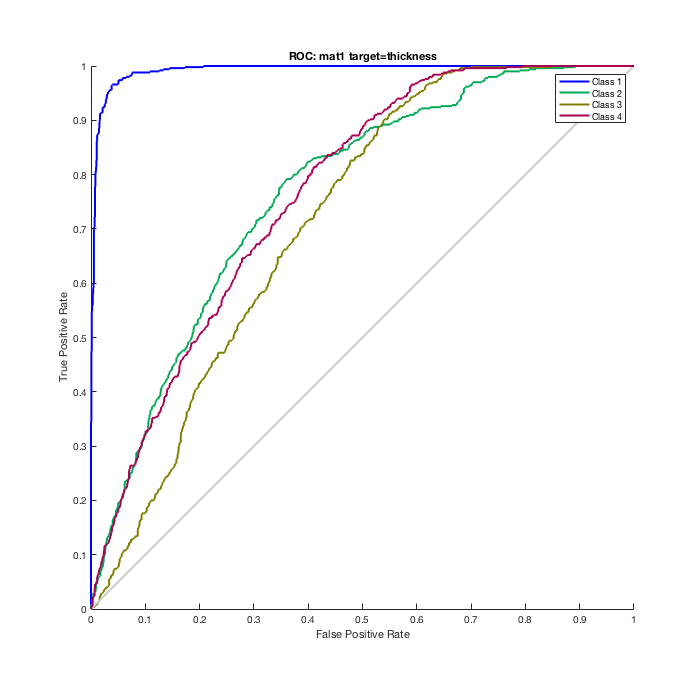 ROC: mat1 target=thickness
Class 1
Class 2
Class 3
Class 4
True Positive Rate
1
0.9
0.8
0.7
0.6
0.5
0.4
0.3
0.2
0.1
0
0 0.1 0.2 0.3 0.4 0.5 0.6 0.7 0.8 0.9 1
False Positive Rate